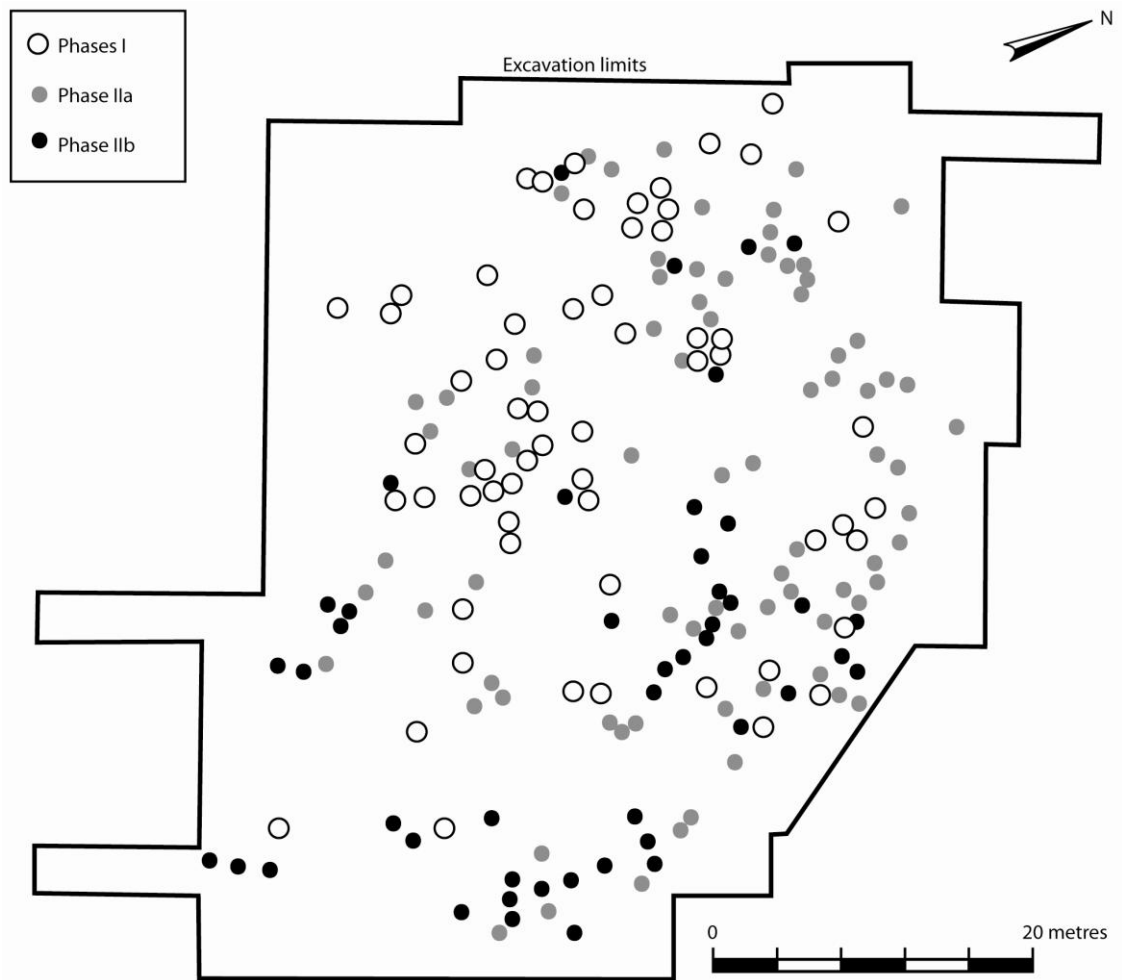 Phases I
Phase IIa
Phase IIb
Excavation limits
N
0
20 metres